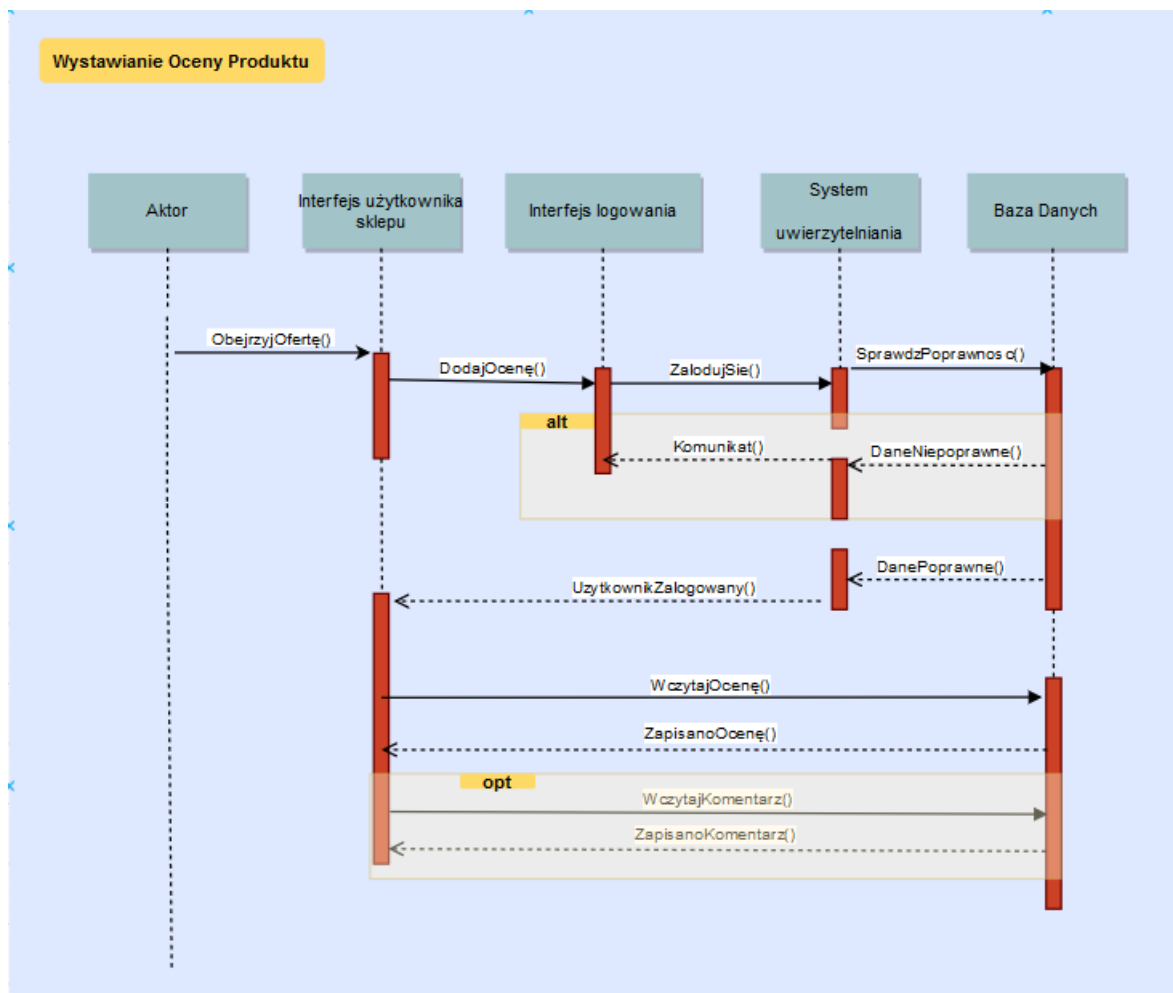 Wystawianie Oceny Produktu
Aktor
Interfejs użytkownika
sklepu
Interfejs logowania
System
uwierzytelniania
Baza Danych
ObejrzyjOfertę()
DodajOcenę()
ZalodujSie()
SprawdzPoprawnosc()
alt
Komunikat()
DaneNiepoprawne()
DanePoprawne()
UzytkownikZalogowany()
WczytajOcenę()
ZapisanoOcenę()
opt
WczytajKomentarz()
ZapisanoKomentarz()